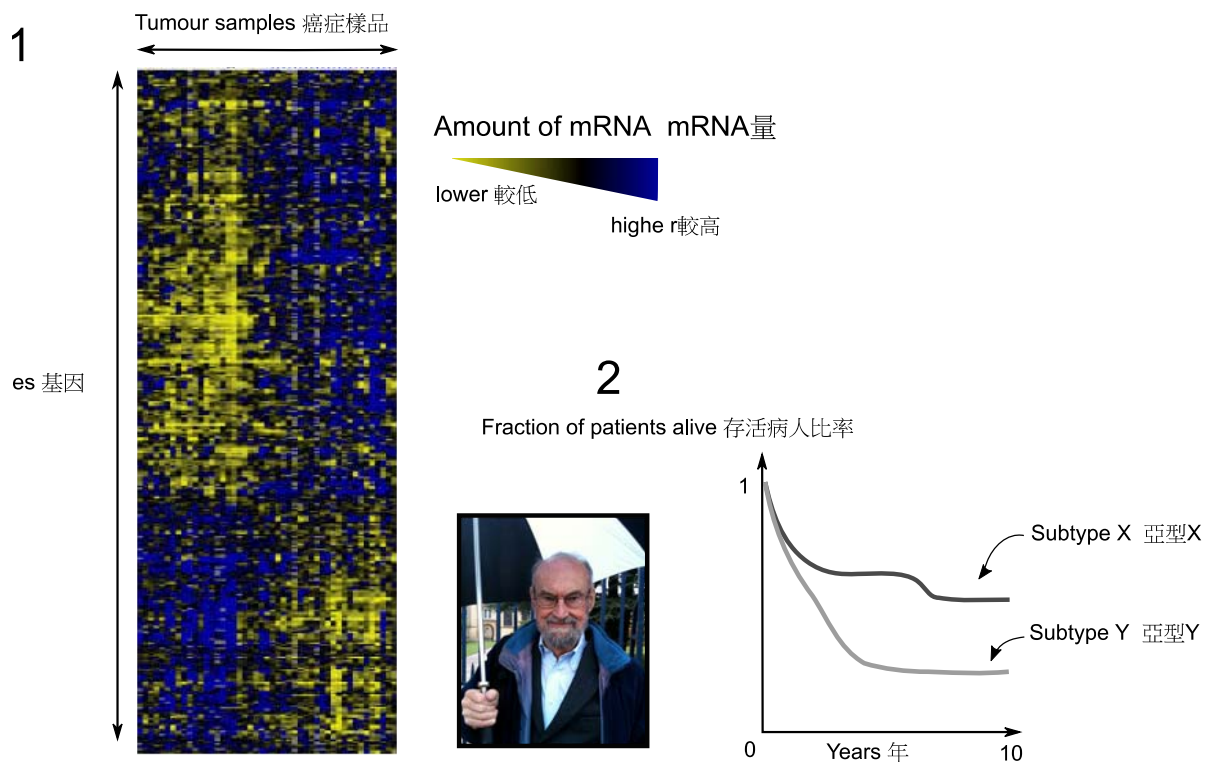 1
Tumour samples 癌症樣品
Amount of mRNA mRNA量
lower 較低
highe r較高
es 基因
2
Fraction of patients alive 存活病人比率
1
Subtype X 亞型X
Subtype Y 亞型Y
0
Years 年
10